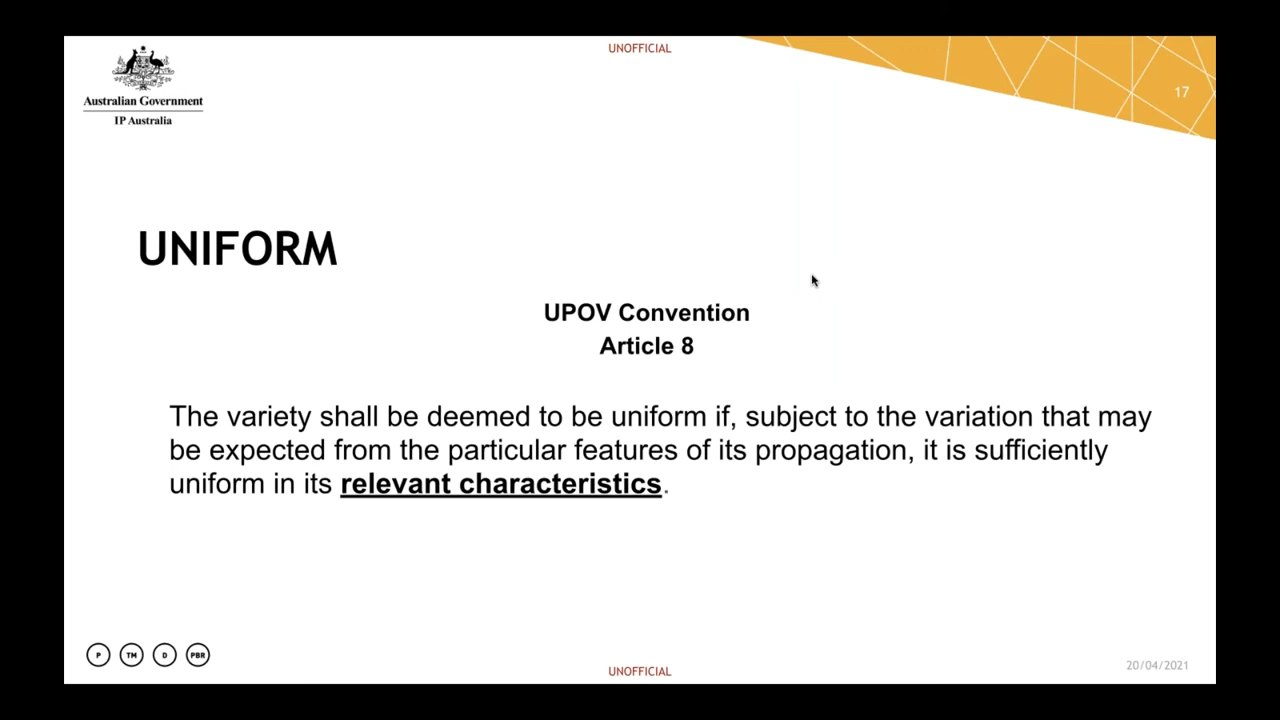 UNOFFICIAL
Australian Government
IP Australia
17
UNIFORM
UPOV Convention
Article 8
The variety shall be deemed to be uniform if, subject to the variation that may
be expected from the particular features of its propagation, it is sufficiently
uniform in its relevant characteristics.
P TM D PBR
UNOFFICIAL
20/04/2021